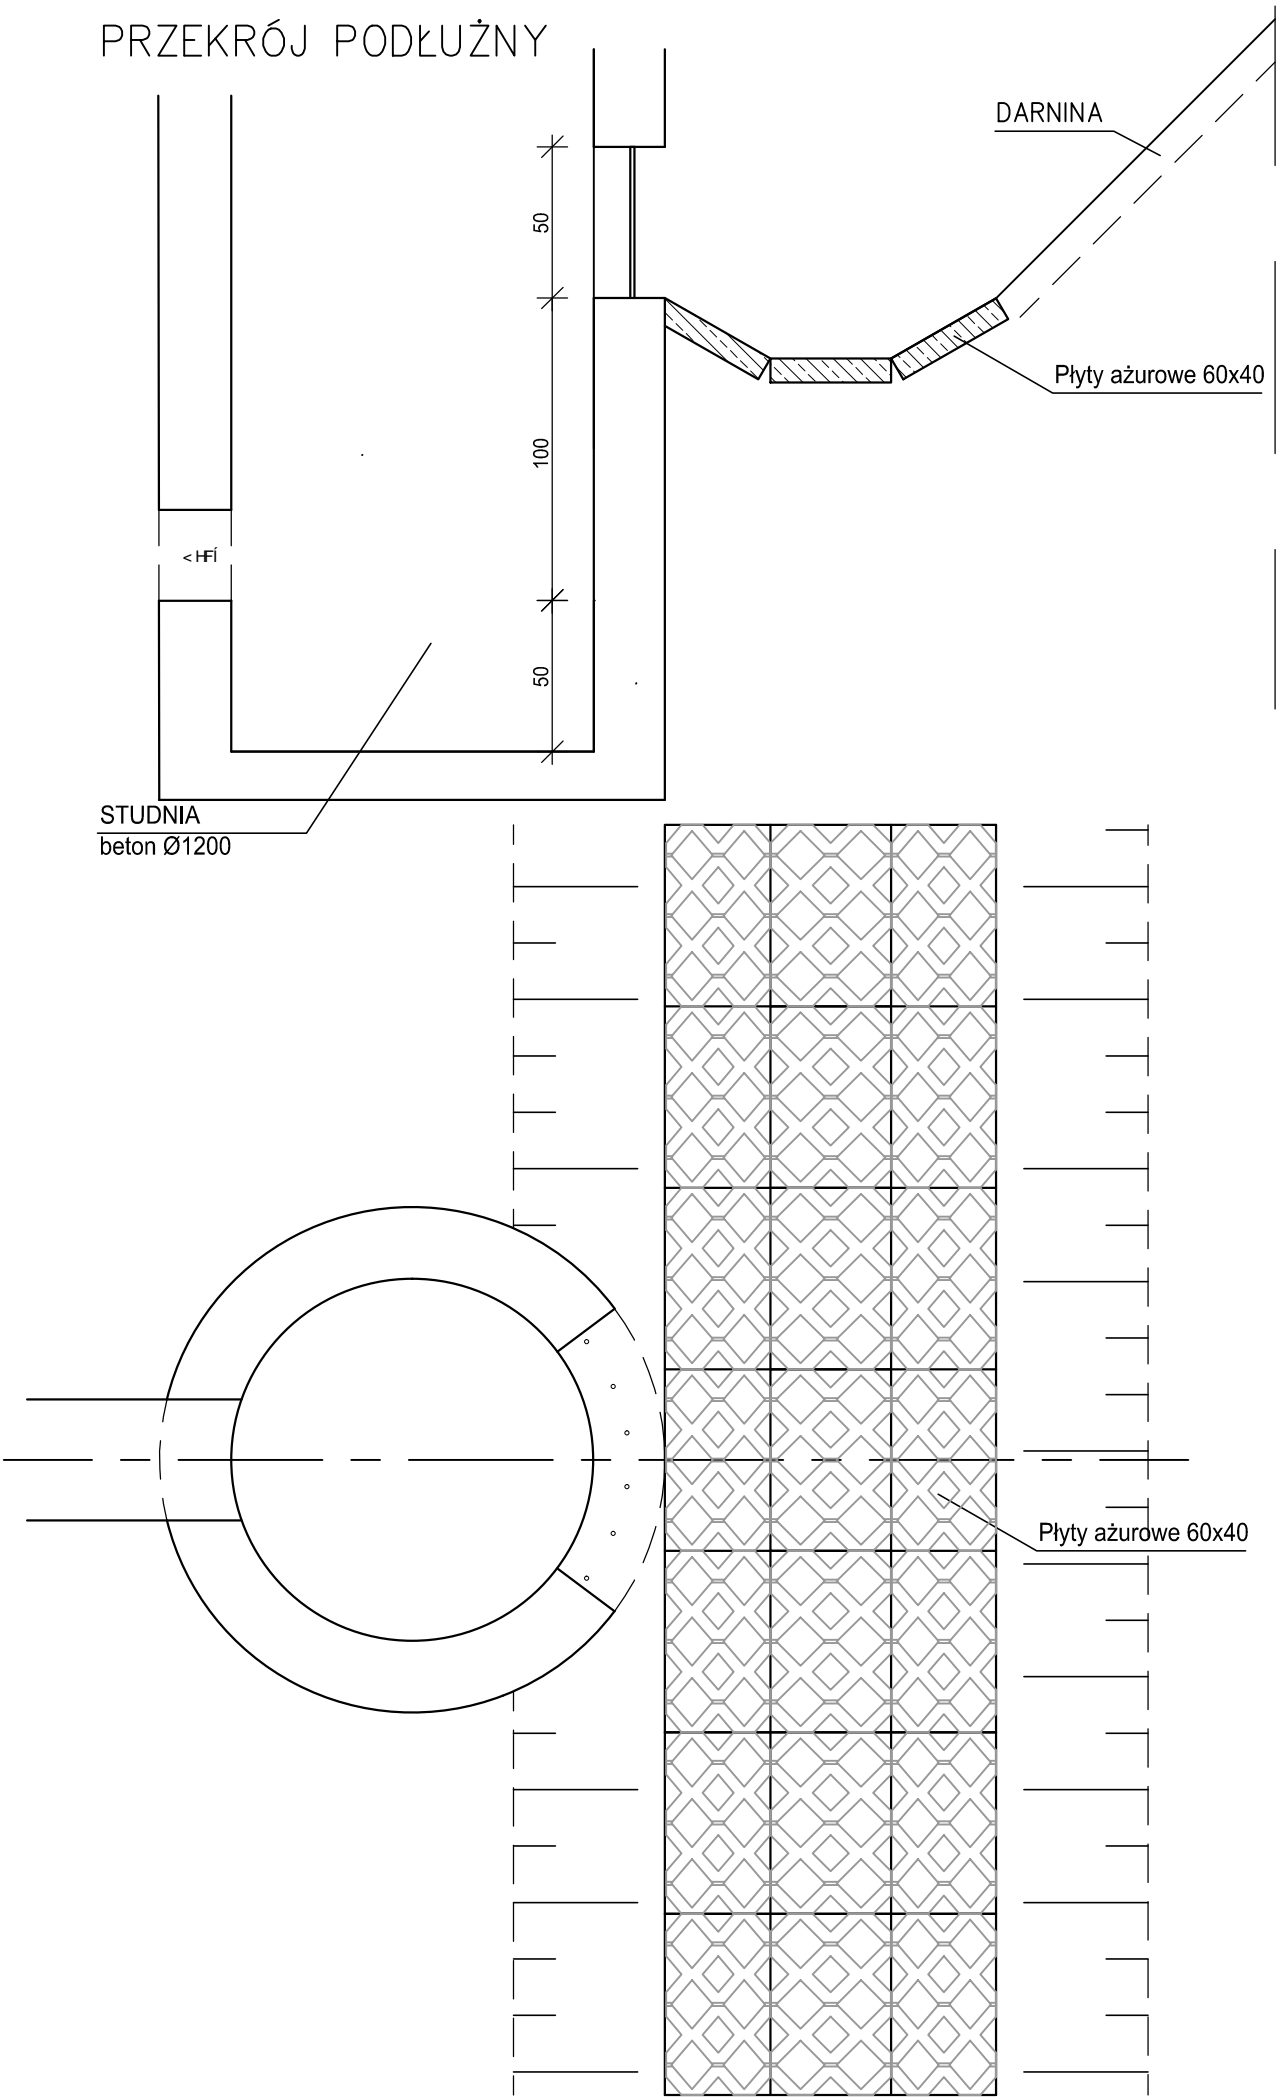 PRZEKRÓJ PODŁUŻNY
DARNINA
50
Płyty ażurowe 60x40
100
50
STUDNIA
beton Ø1200
Płyty ażurowe 60x40